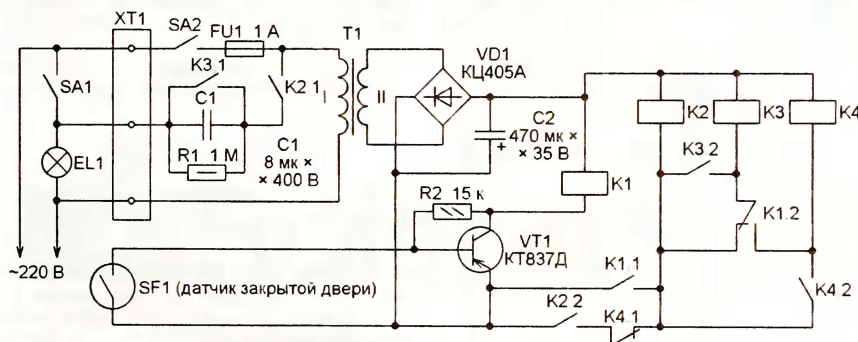 XT1
SA2
FU1 1 А
T1
K3.1
K2.1
VD1
КЦ405А
SA1
C1
I
II
C1
8 мк ×
× 400 В
C2
470 мк ×
× 35 В
+
K2
K3
K4
EL1
R1 1 М
K3.2
K1
R2 15 к
K1.2
VT1
КТ837Д
~220 В
K1.1
SF1 (датчик закрытой двери)
K4.2
K2.2
K4.1